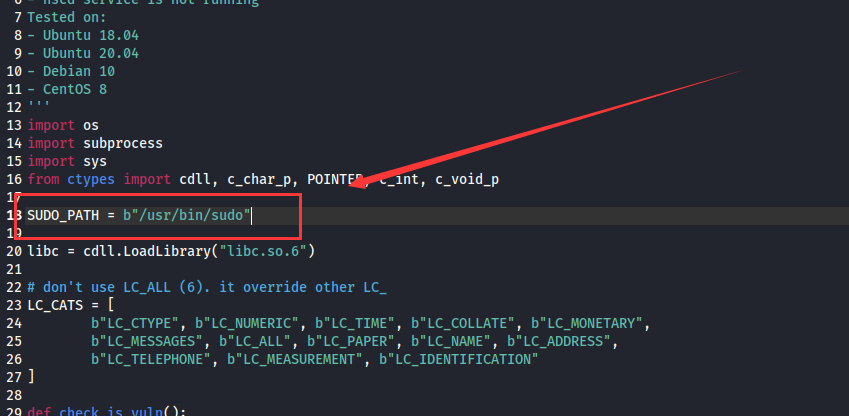 6 - nscd service is not running
7 Tested on:
8 - Ubuntu 18.04
9 - Ubuntu 20.04
10 - Debian 10
11 - CentOS 8
12 '''
13 import os
14 import subprocess
15 import sys
16 from ctypes import cdll, c_char_p, POINTER, c_int, c_void_p
17
18 SUDO_PATH = b"/usr/bin/sudo"
19
20 libc = cdll.LoadLibrary("libc.so.6")
21
22 # don't use LC_ALL (6). it override other LC_
23 LC_CATS = [
24 b"LC_CTYPE", b"LC_NUMERIC", b"LC_TIME", b"LC_COLLATE", b"LC_MONETARY",
25 b"LC_MESSAGES", b"LC_ALL", b"LC_PAPER", b"LC_NAME", b"LC_ADDRESS",
26 b"LC_TELEPHONE", b"LC_MEASUREMENT", b"LC_IDENTIFICATION"
27 ]
28
29 def check_is_vuln():